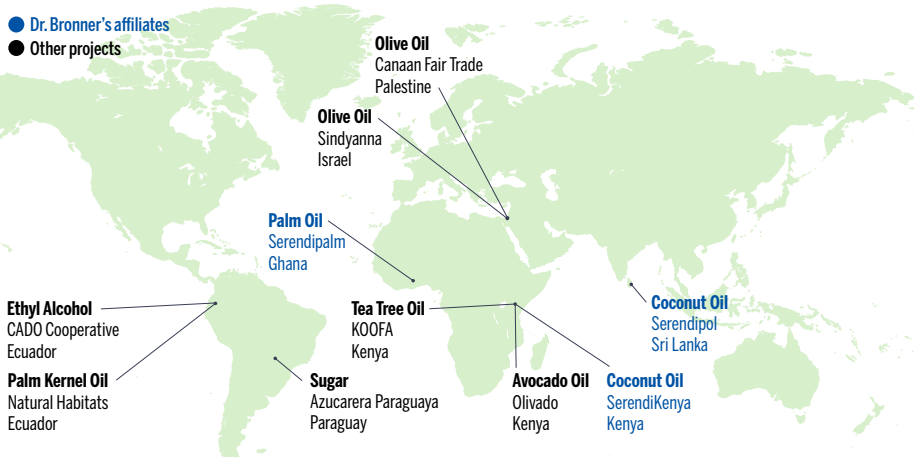 Dr. Bronner's affiliates
Other projects
Olive Oil
Canaan Fair Trade
Palestine
Olive Oil
Sindyanna
Israel
Palm Oil
Serendipalm
Ghana
Ethyl Alcohol
CADO Cooperative
Ecuador
Tea Tree Oil
KOOFA
Kenya
Coconut Oil
Serendipol
Sri Lanka
Palm Kernel Oil
Natural Habitats
Ecuador
Sugar
Azucarera Paraguaya
Paraguay
Avocado Oil
Olivado
Kenya
Coconut Oil
SerendiKenya
Kenya